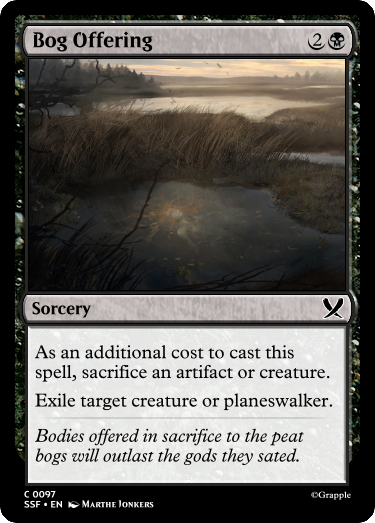 Bog Offering 2
Sorcery
As an additional cost to cast this
spell, sacrifice an artifact or creature.
Exile target creature or planeswalker.
Bodies offered in sacrifice to the peat
bogs will outlast the gods they sated.
C 0097
SSF • EN Marthe Jonkers
©Grapple